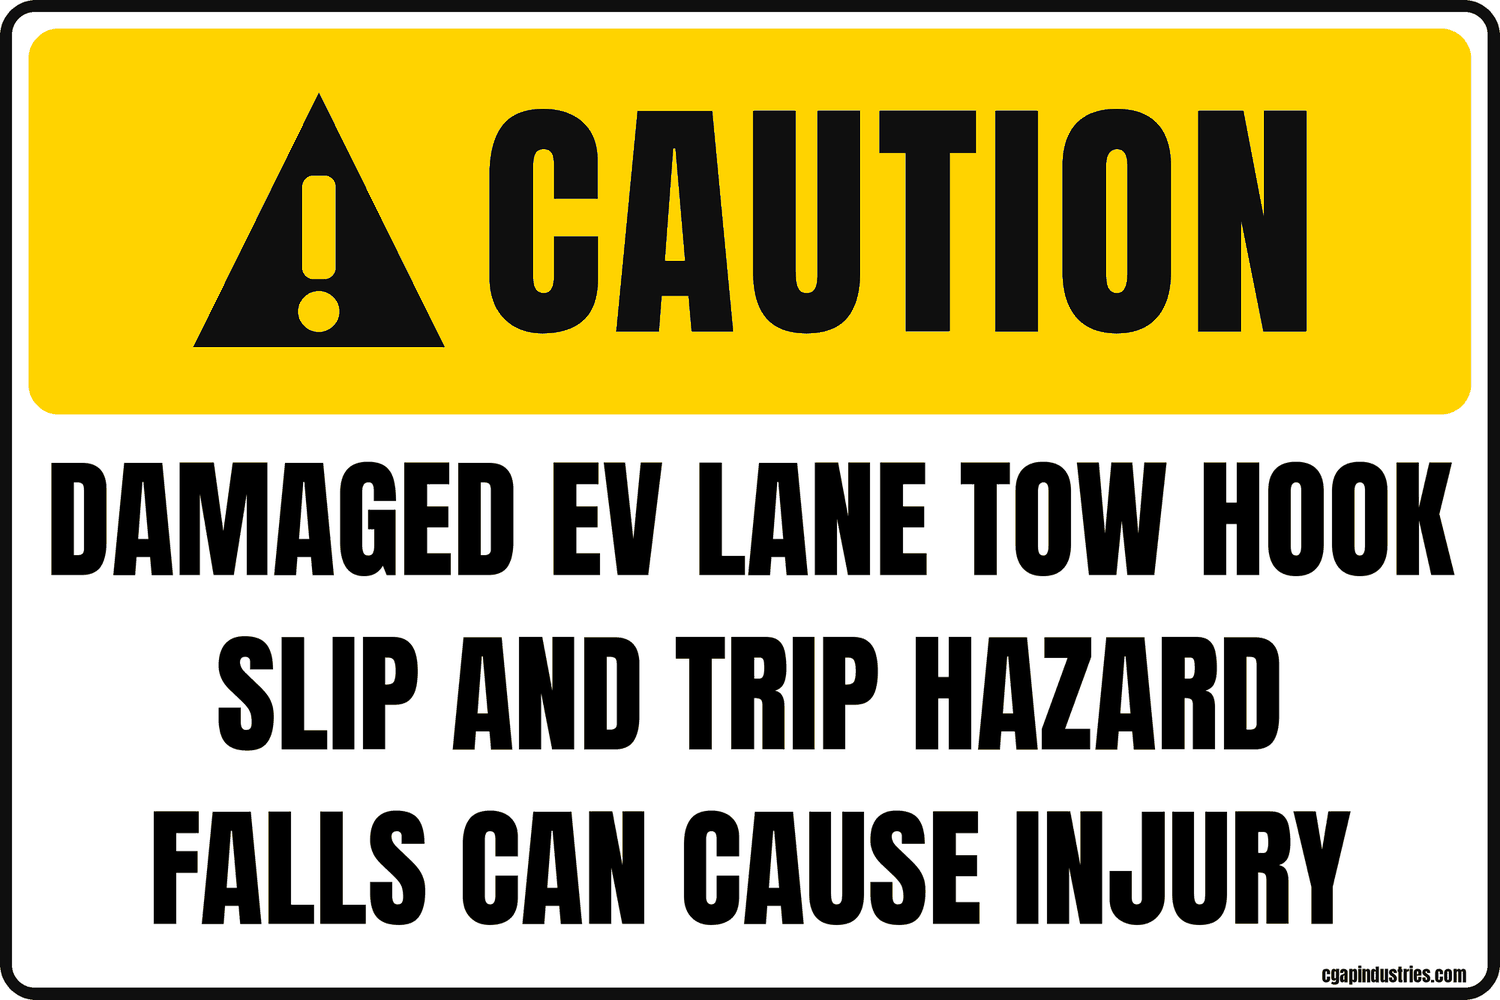 CAUTION
DAMAGED EV LANE TOW HOOK
SLIP AND TRIP HAZARD
FALLS CAN CAUSE INJURY
cgapindustries.com